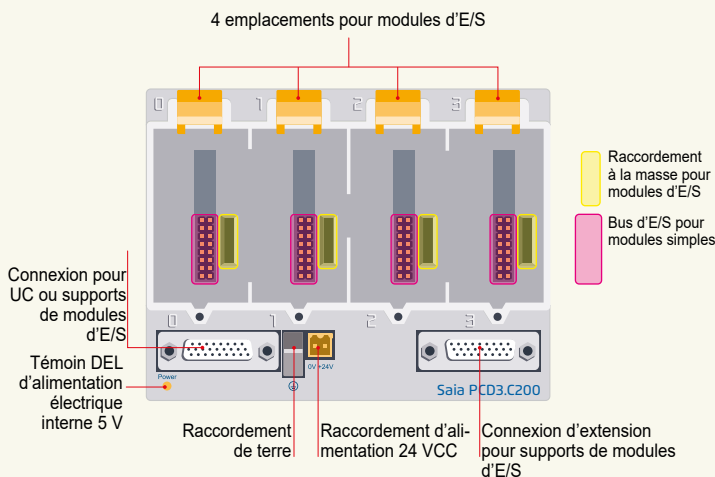 4 emplacements pour modules d’E/S
0 1 2 3
Raccordement
à la masse pour
modules d’E/S
Bus d’E/S pour
modules simples
Connexion pour
UC ou supports
de modules
d’E/S
0 1 2 3
Témoin DEL
d’alimentation
électrique
interne 5 V
Power
0V +24V
Saia PCD3.C200
Raccordement
de terre
Raccordement d’ali-
mentation 24 VCC
Connexion d’extension
pour supports de modules
d’E/S